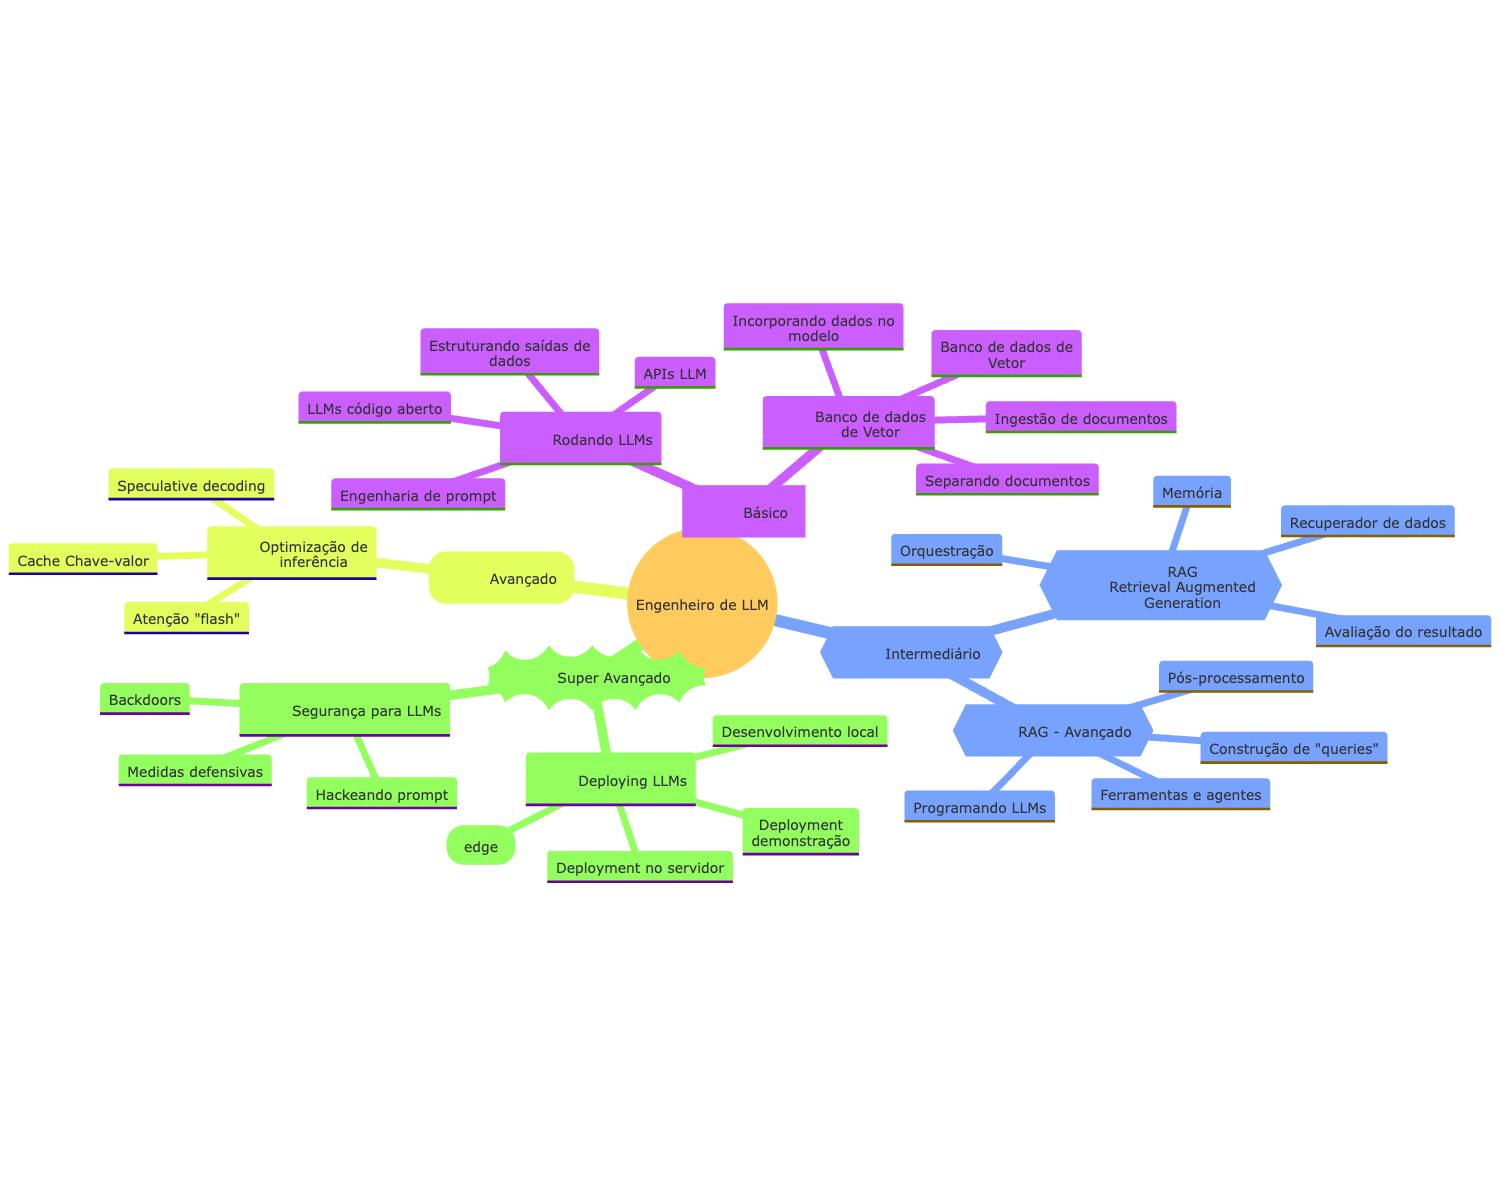 Incorporando dados no
modelo
Estruturando saídas de
dados
Banco de dados de
Vetor
APIs LLM
LLMs código aberto
Banco de dados
de Vetor
Ingestão de documentos
Rodando LLMs
Separando documentos
Engenharia de prompt
Básico
Speculative decoding
Memória
Recuperador de dados
Orquestração
Optimização de
inferência
Cache Chave-valor
Avançado
RAG
Retrieval Augmented
Generation
Engenheiro de LLM
Atenção "flash"
Avaliação do resultado
Intermediário
Super Avançado
Pós-processamento
Backdoors
Segurança para LLMs
Desenvolvimento local
RAG - Avançado
Construção de "queries"
Medidas defensivas
Deploying LLMs
Hackeando prompt
Ferramentas e agentes
Programando LLMs
Deployment
demonstração
edge
Deployment no servidor